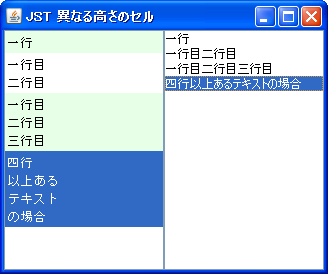 JST 異なる高さのセル
一行
一行目
二行目
一行目
二行目
三行目
四行
以上ある
テキスト
の場合
一行
一行目二行目
一行目二行目三行目
四行以上あるテキストの場合